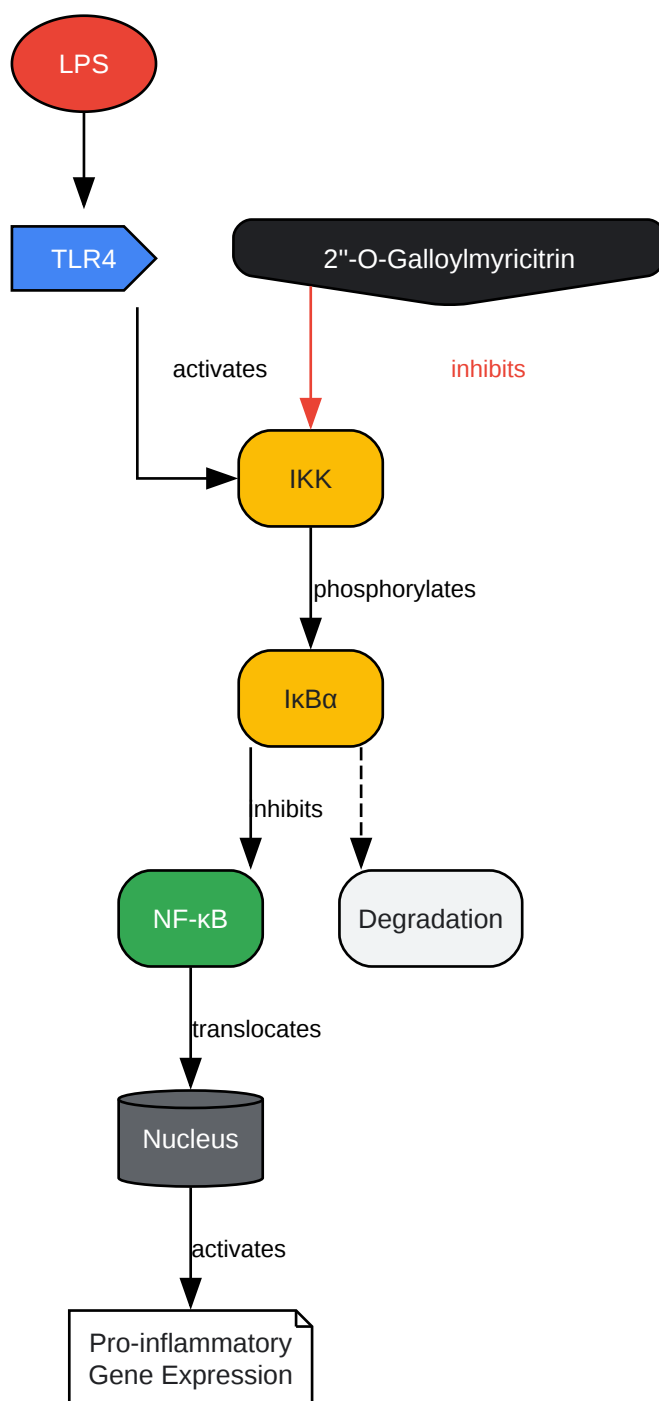 LPS
TLR4
2"-O-Galloylmyricitrin
activates
inhibits
IKK
phosphorylates
IκBα
inhibits
NF-κB
Degradation
translocates
Nucleus
activates
Pro-inflammatory
Gene Expression